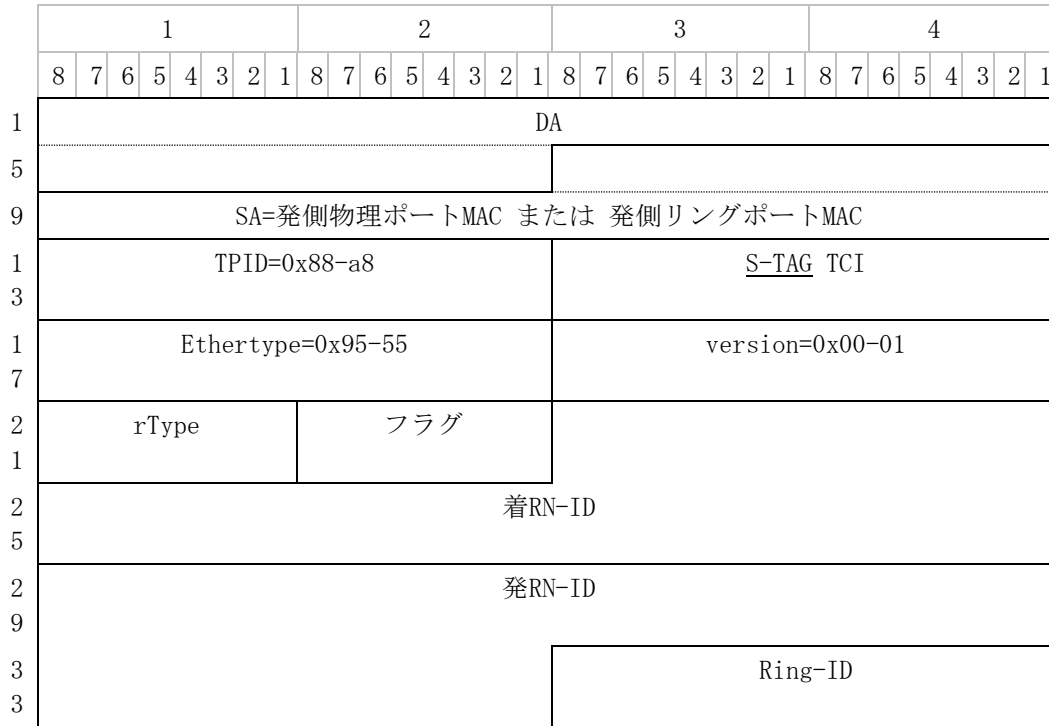 1 2 3 4
8 7 6 5 4 3 2 1 8 7 6 5 4 3 2 1 8 7 6 5 4 3 2 1 8 7 6 5 4 3 2 1
1 DA
5
9 SA=発側物理ポートMAC または 発側リングポートMAC
13 TPID=0x88-a8 S-TAG TCI
17 Ethertype=0x95-55 version=0x00-01
21 rType フラグ
25 着RN-ID
29 発RN-ID
33 Ring-ID